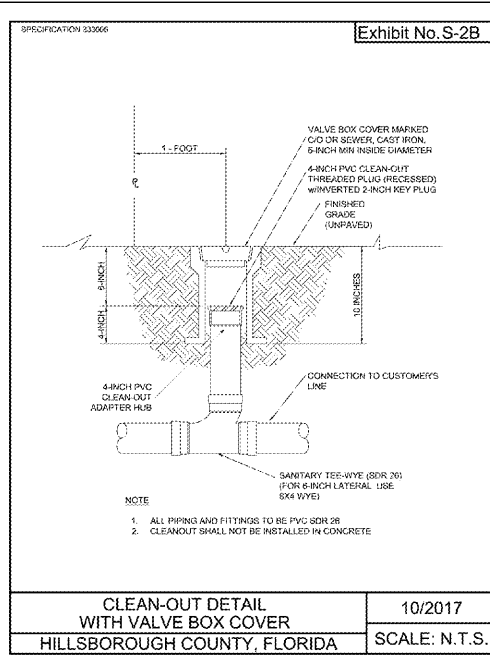 SPECIFICATION 333005
Exhibit No. S-2B
VALVE BOX COVER MARKED
C/O OR SEWER, CAST IRON,
6-INCH MIN INSIDE DIAMETER
1 - FOOT
4-INCH PVC CLEAN-OUT
THREADED PLUG (RECESSED)
w/INVERTED 2-INCH KEY PLUG
FINISHED
GRADE
(UNPAVED)
6-INCH
4-INCH
10 INCHES
4-INCH PVC
CLEAN-OUT
ADAPTER HUB
CONNECTION TO CUSTOMER'S
LINE
SANITARY TEE-WYE (SDR 26)
(FOR 6-INCH LATERAL USE
6X4 WYE)
NOTE
1. ALL PIPING AND FITTINGS TO BE PVC SDR 26
2. CLEANOUT SHALL NOT BE INSTALLED IN CONCRETE
CLEAN-OUT DETAIL
WITH VALVE BOX COVER
10/2017
HILLSBOROUGH COUNTY, FLORIDA
SCALE: N.T.S.